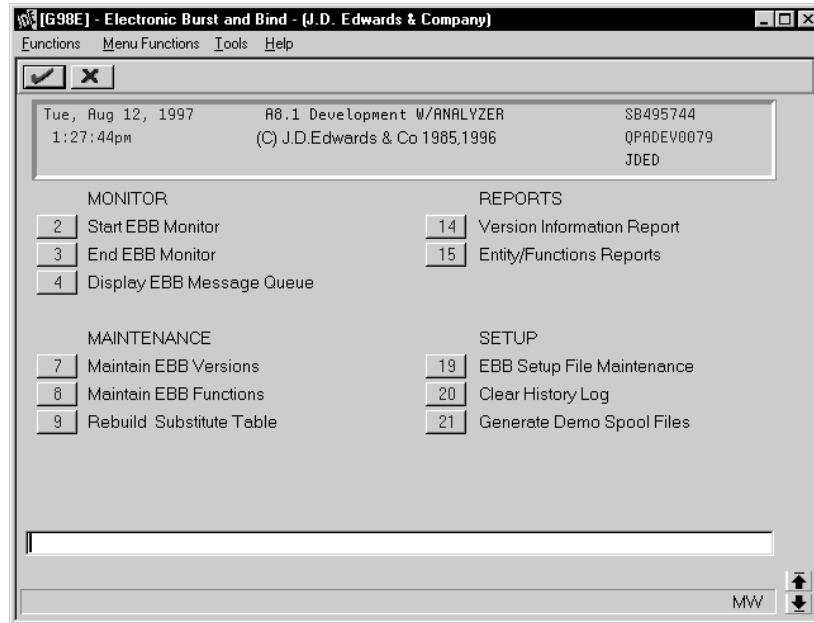 [G98E] - Electronic Burst and Bind - (J.D. Edwards & Company)
Functions Menu Functions Tools Help
Tue, Aug 12, 1997 A8.1 Development W/ANALYZER SB495744
1:27:44pm (C) J.D.Edwards & Co 1985,1996 QPADEV0079
JDED
MONITOR REPORTS
2 Start EBB Monitor 14 Version Information Report
3 End EBB Monitor 15 Entity/Functions Reports
4 Display EBB Message Queue
MAINTENANCE SETUP
7 Maintain EBB Versions 19 EBB Setup File Maintenance
8 Maintain EBB Functions 20 Clear History Log
9 Rebuild Substitute Table 21 Generate Demo Spool Files
MW